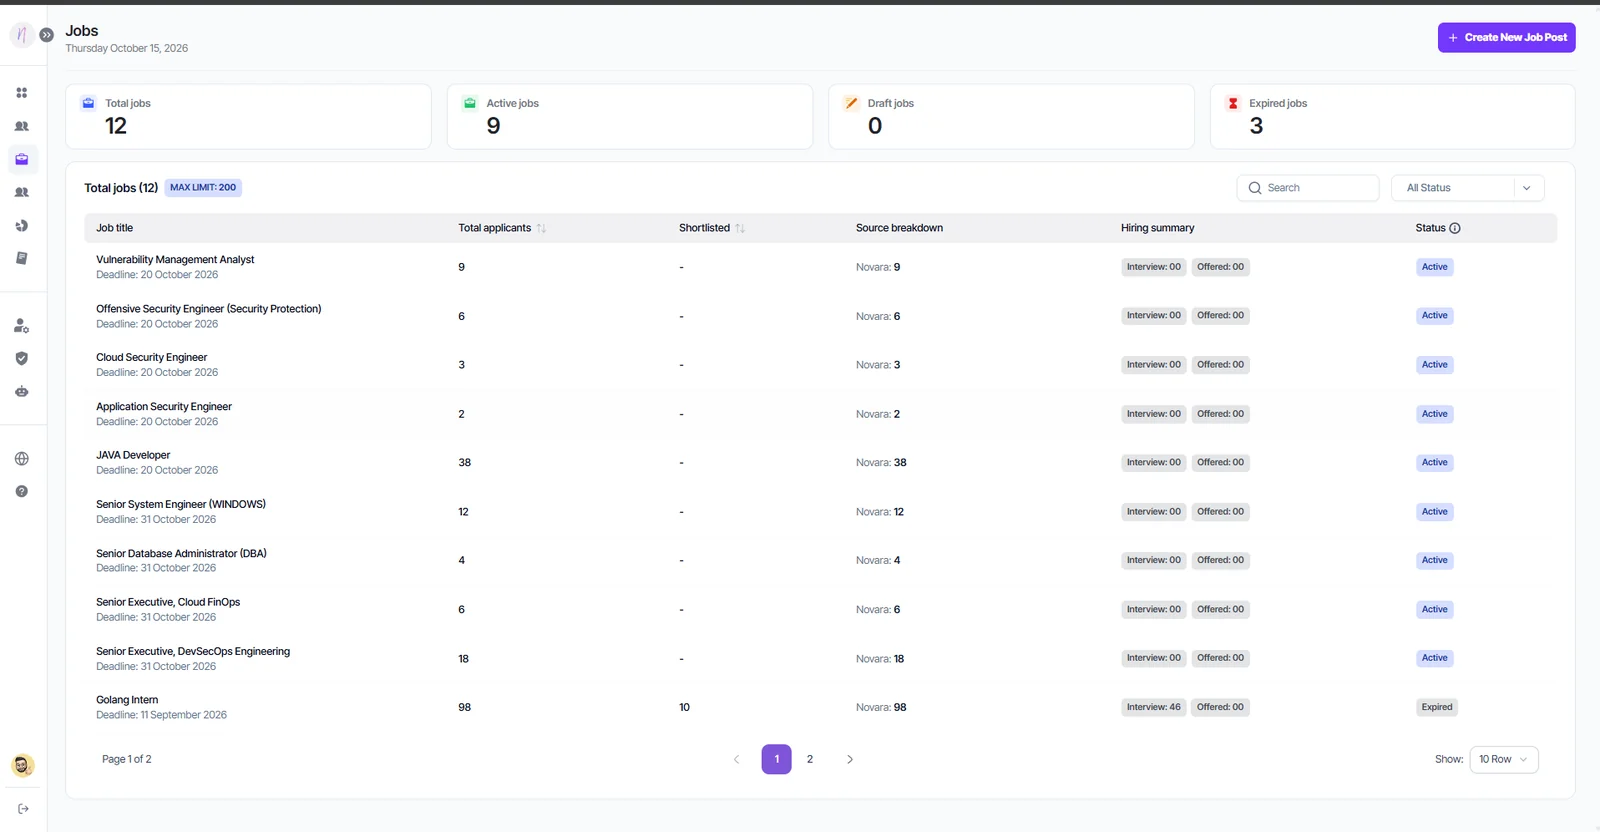 Jobs
Thursday October 15, 2026
Create New Job Post
Total jobs
12
Active jobs
9
Draft jobs
0
Expired jobs
3
Total jobs (12) MAX LIMIT: 200
Search
All Status
Job title Total applicants Shortlisted Source breakdown Hiring summary Status
Vulnerability Management Analyst
Deadline: 20 October 2026
9 - Novara: 9 Interview: 00 Offered: 00 Active
Offensive Security Engineer (Security Protection)
Deadline: 20 October 2026
6 - Novara: 6 Interview: 00 Offered: 00 Active
Cloud Security Engineer
Deadline: 20 October 2026
3 - Novara: 3 Interview: 00 Offered: 00 Active
Application Security Engineer
Deadline: 20 October 2026
2 - Novara: 2 Interview: 00 Offered: 00 Active
JAVA Developer
Deadline: 20 October 2026
38 - Novara: 38 Interview: 00 Offered: 00 Active
Senior System Engineer (WINDOWS)
Deadline: 31 October 2026
12 - Novara: 12 Interview: 00 Offered: 00 Active
Senior Database Administrator (DBA)
Deadline: 31 October 2026
4 - Novara: 4 Interview: 00 Offered: 00 Active
Senior Executive, Cloud FinOps
Deadline: 31 October 2026
6 - Novara: 6 Interview: 00 Offered: 00 Active
Senior Executive, DevSecOps Engineering
Deadline: 31 October 2026
18 - Novara: 18 Interview: 00 Offered: 00 Active
Golang Intern
Deadline: 11 September 2026
98 10 Novara: 98 Interview: 46 Offered: 00 Expired
Page 1 of 2
1 2
Show: 10 Row